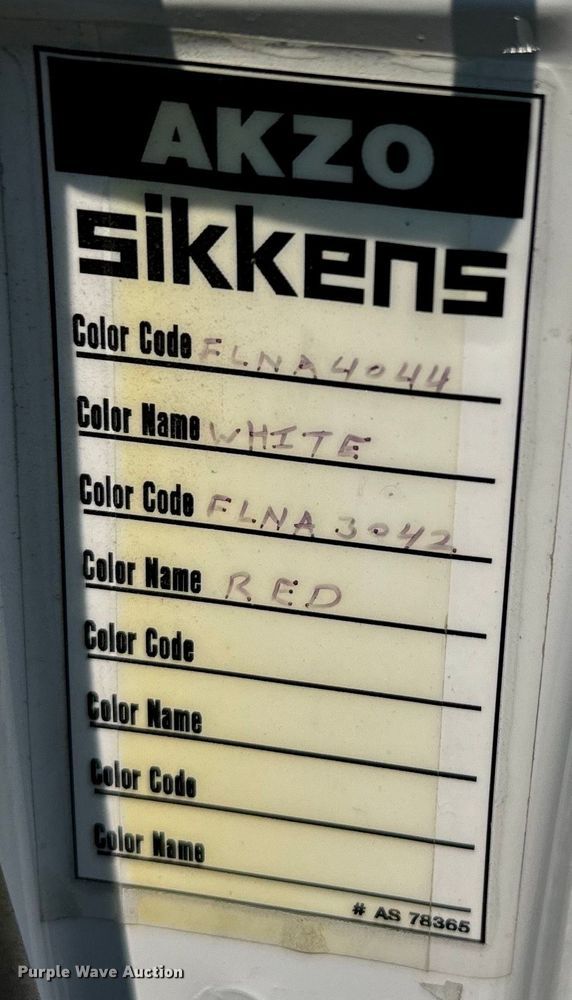 AKZO
sikkens
Color Code FLNA4044
Color Name WHITE
Color Code FLNA 3042
Color Name RED
Color Code
Color Name
Color Code
Color Name
# AS 78365
Purple Wave Auction